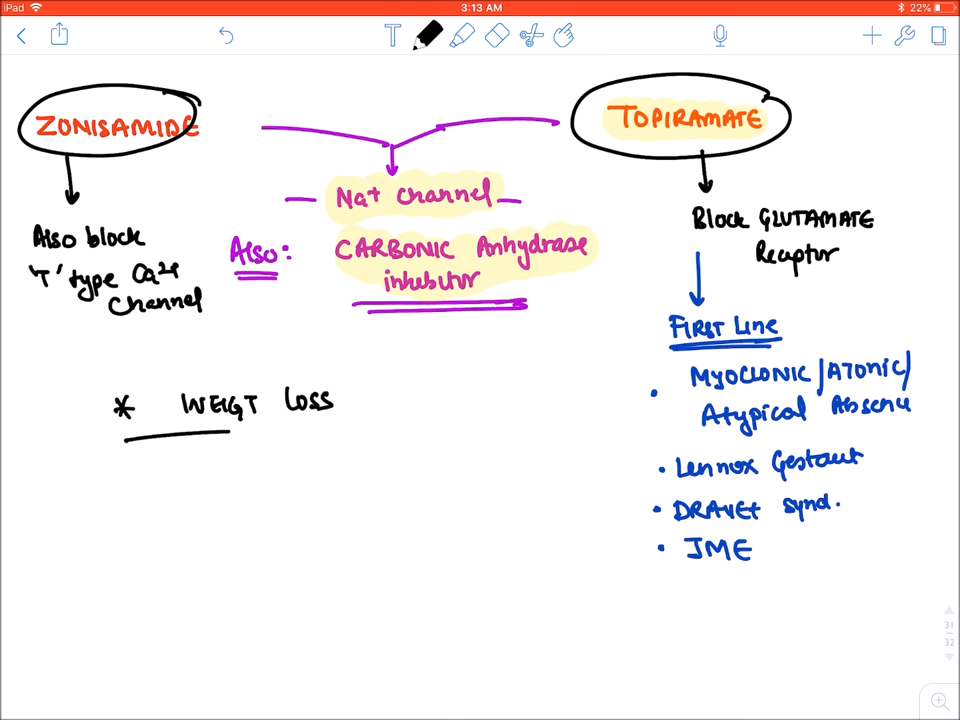 iPad
3:13 AM
22%
T
ZONISAMIDE
TOPIRAMATE
Na+ channel
Also block
'T' type Ca2+
channel
Also:
CARBONIC Anhydrase
inhebutor
Block GLUTAMATE
Receptor
FIRST LINE
• MYOCLONIC/ATONIC/
Atypical Absence
• Lennox Gestaut
• DRAVEt synd.
• JME
* WEIGT LOSS
31
32